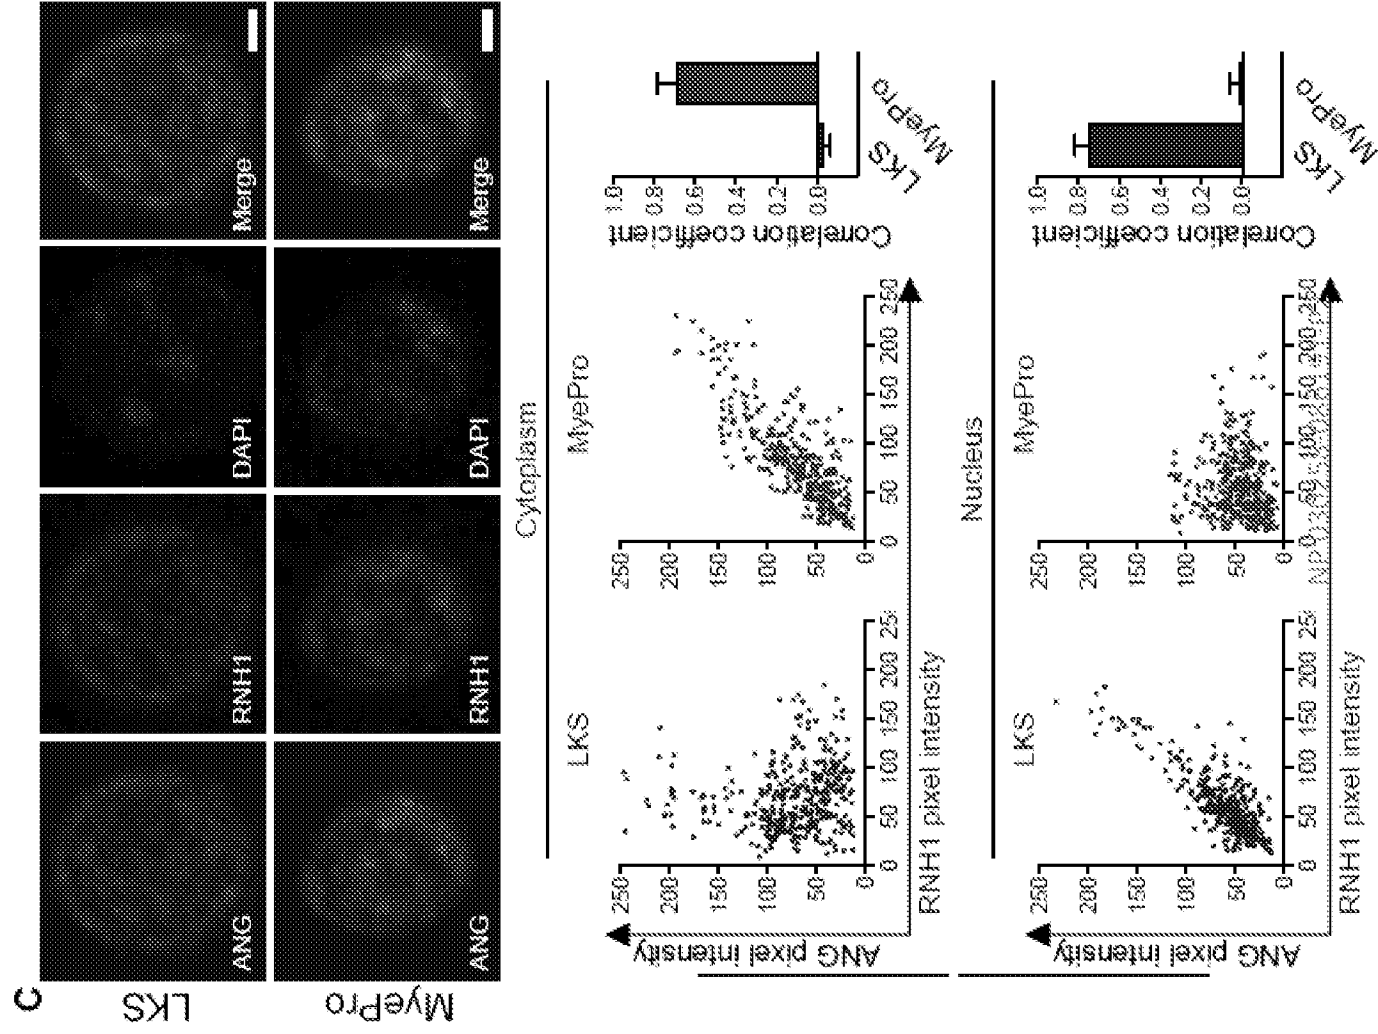 C
LKS
ANG
RNH1
DAPI
Merge
MyePro
ANG
RNH1
DAPI
Merge
Cytoplasm
LKS
MyePro
ANG pixel intensity
250
200
150
100
50
0
0 50 100 150 200 25
250
200
150
100
50
0
0 50 100 150 200 250
RNH1 pixel intensity
Correlation coefficient
1.0
0.8
0.6
0.4
0.2
0.0
LKS
MyePro
Nucleus
LKS
MyePro
ANG pixel intensity
250
200
150
100
50
0
0 50 100 150 200 25
250
200
150
100
50
0
0 50 100 150 200 250
RNH1 pixel intensity
Correlation coefficient
1.0
0.8
0.6
0.4
0.2
0.0
LKS
MyePro